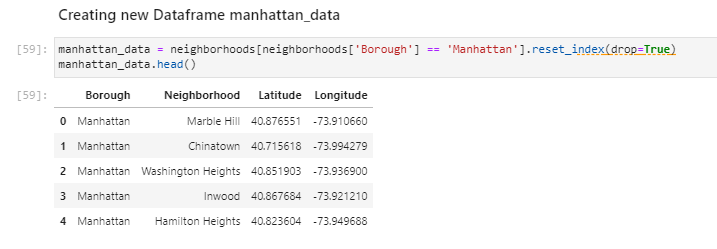 Creating new Dataframe manhattan_data
[59]: manhattan_data = neighborhoods[neighborhoods['Borough'] == 'Manhattan'].reset_index(drop=True)
manhattan_data.head()
[59]: Borough Neighborhood Latitude Longitude
0 Manhattan Marble Hill 40.876551 -73.910660
1 Manhattan Chinatown 40.715618 -73.994279
2 Manhattan Washington Heights 40.851903 -73.936900
3 Manhattan Inwood 40.867684 -73.921210
4 Manhattan Hamilton Heights 40.823604 -73.949688